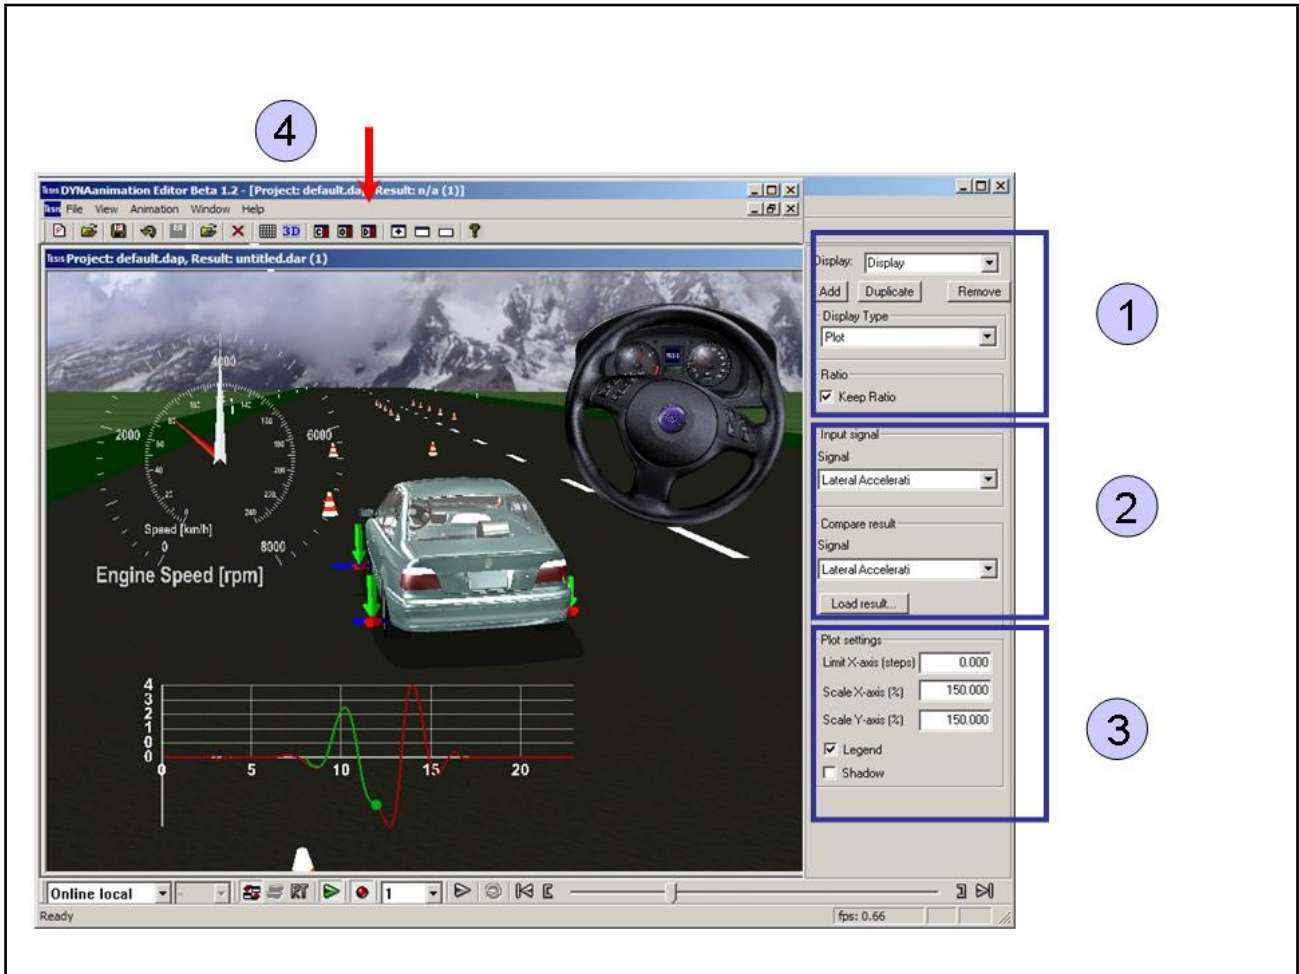 4
Tesis DYNAanimation Editor Beta 1.2 - [Project: default.dap, Result: n/a (1)]
File View Animation Window Help
P 3D C O D ?
Tesis Project: default.dap, Result: untitled.dar (1)
Display: Display
Add Duplicate Remove
Display Type
Plot
Ratio
Keep Ratio
1
Input signal
Signal
Lateral Accelerati
Compare result
Signal
Lateral Accelerati
Load result...
2
Plot settings
Limit X-axis (steps) 0.000
Scale X-axis (%) 150.000
Scale Y-axis (%) 150.000
Legend
Shadow
3
4000
2000
6000
Speed [km/h]
0
8000
Engine Speed [rpm]
4
3
2
1
0
0
0 5 10 15 20
Online local - RT 1
Ready fps: 0.66